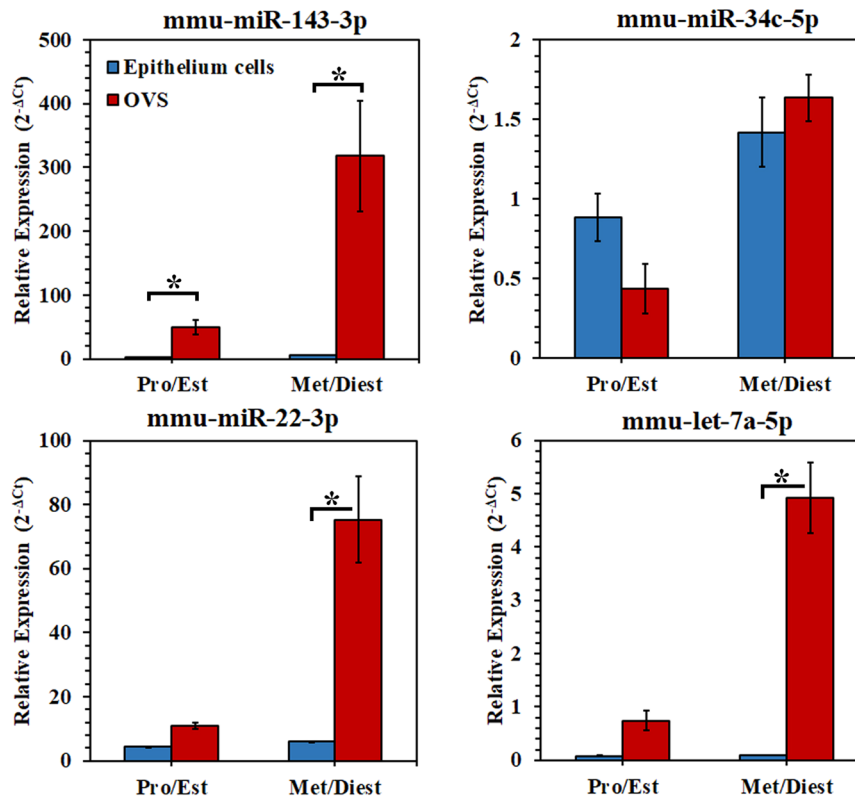 mmu-miR-143-3p
500
400
300
200
100
0
Relative Expression (2^-ΔCt)
Epithelium cells
OVS
*
*
Pro/Est
Met/Diest
mmu-miR-34c-5p
2
1.5
1
0.5
0
Relative Expression (2^-ΔCt)
Pro/Est
Met/Diest
mmu-miR-22-3p
100
80
60
40
20
0
Relative Expression (2^-ΔCt)
*
Pro/Est
Met/Diest
mmu-let-7a-5p
6
5
4
3
2
1
0
Relative Expression (2^-ΔCt)
*
Pro/Est
Met/Diest